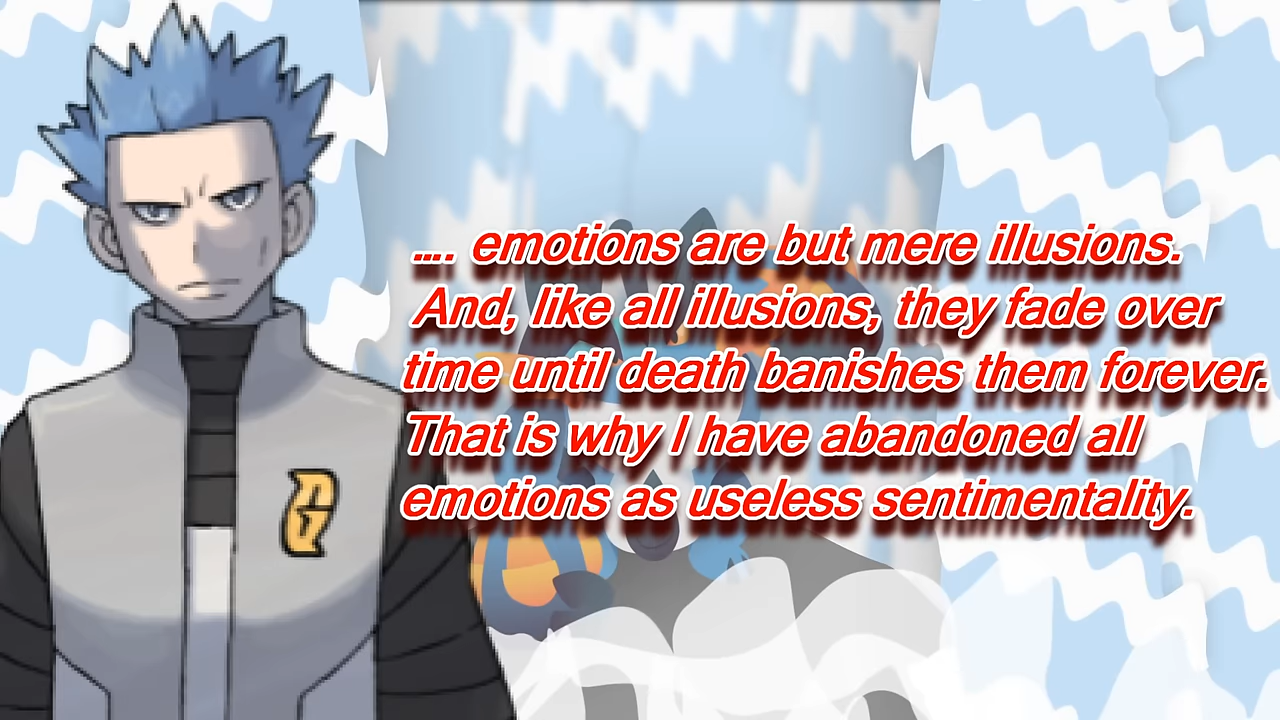 .... emotions are but mere illusions.
And, like all illusions, they fade over
time until death banishes them forever.
That is why I have abandoned all
emotions as useless sentimentality.
G